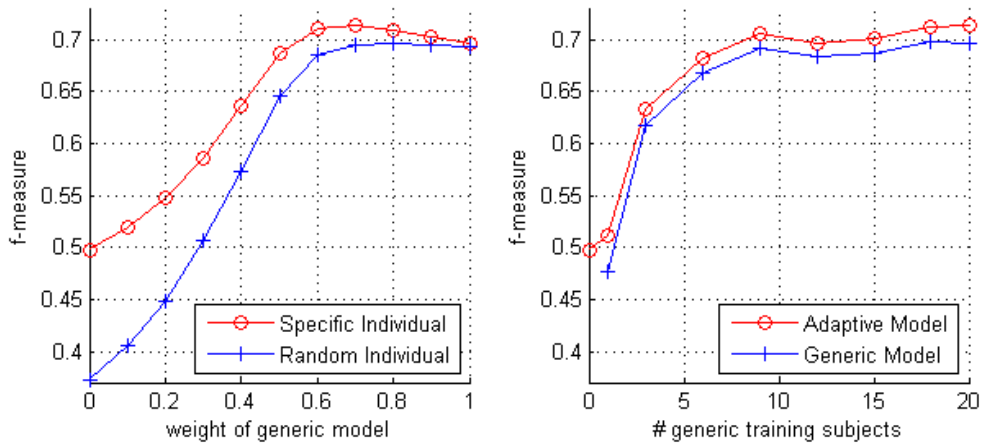 0.7
0.65
0.6
0.55
0.5
0.45
0.4
f-measure
0 0.2 0.4 0.6 0.8 1
weight of generic model
Specific Individual
Random Individual
0.7
0.65
0.6
0.55
0.5
0.45
0.4
f-measure
0 5 10 15 20
# generic training subjects
Adaptive Model
Generic Model